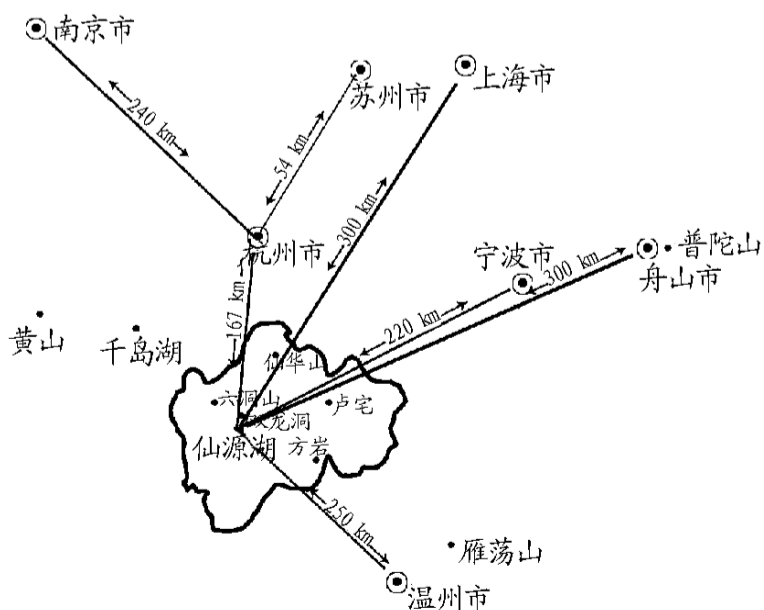 南京市
苏州市
上海市
240 km
54 km
300 km
杭州市
宁波市
300 km
普陀山
舟山市
167 km
220 km
黄山
千岛湖
仙华山
六洞山
双龙洞
卢宅
仙源湖
方岩
250 km
雁荡山
温州市